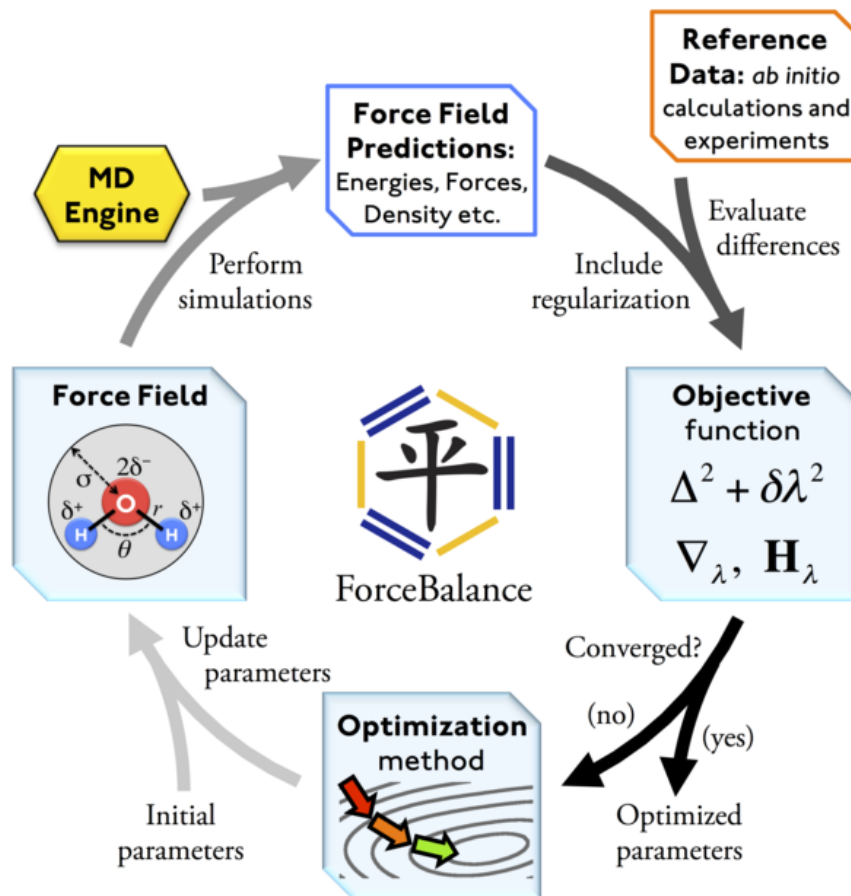 Reference
Data: ab initio
calculations and
experiments
Force Field
Predictions:
Energies, Forces,
Density etc.
MD
Engine
Perform
simulations
Include
regularization
Evaluate
differences
Force Field
σ
2δ⁻
O
δ⁺
δ⁺
H
H
r
θ
平
ForceBalance
Objective
function
Δ² + δλ²
∇λ, Hλ
Update
parameters
Converged?
(no)
(yes)
Optimization
method
Initial
parameters
Optimized
parameters